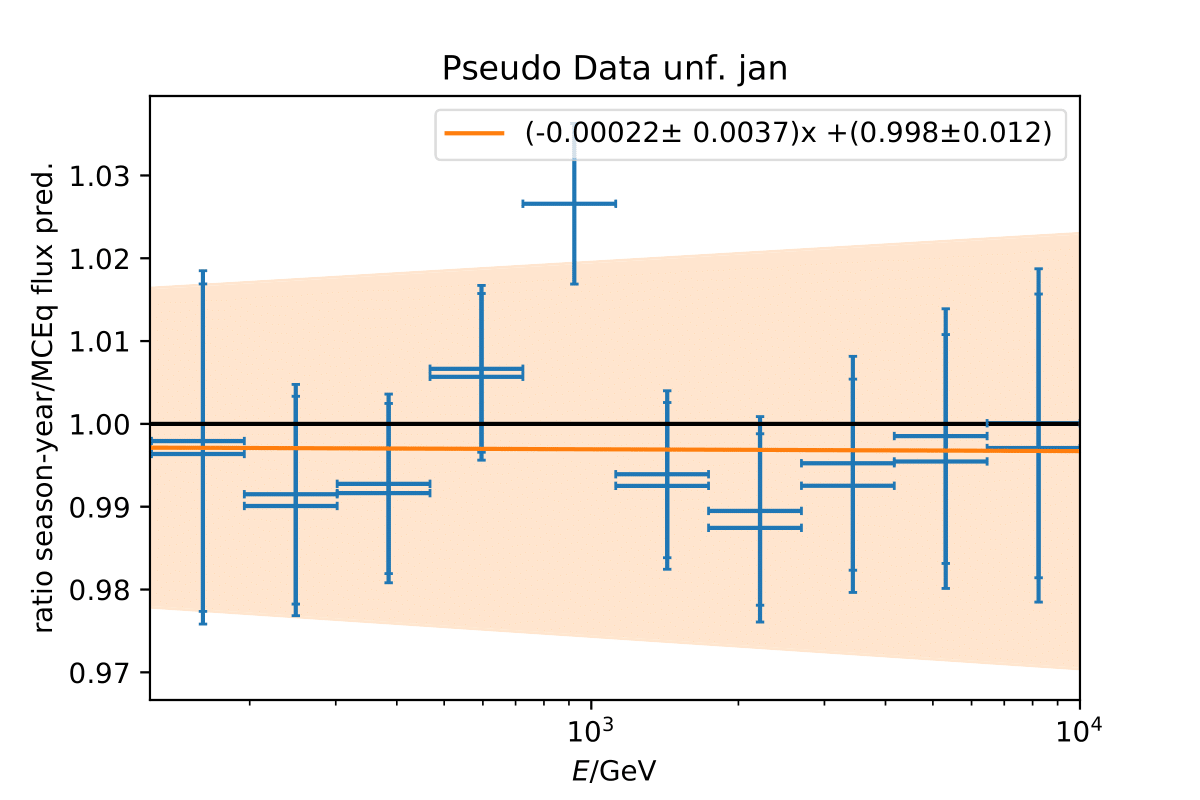 Pseudo Data unf. jan
(-0.00022± 0.0037)x +(0.998±0.012)
ratio season-year/MCEq flux pred.
1.03
1.02
1.01
1.00
0.99
0.98
0.97
10³
10⁴
E/GeV